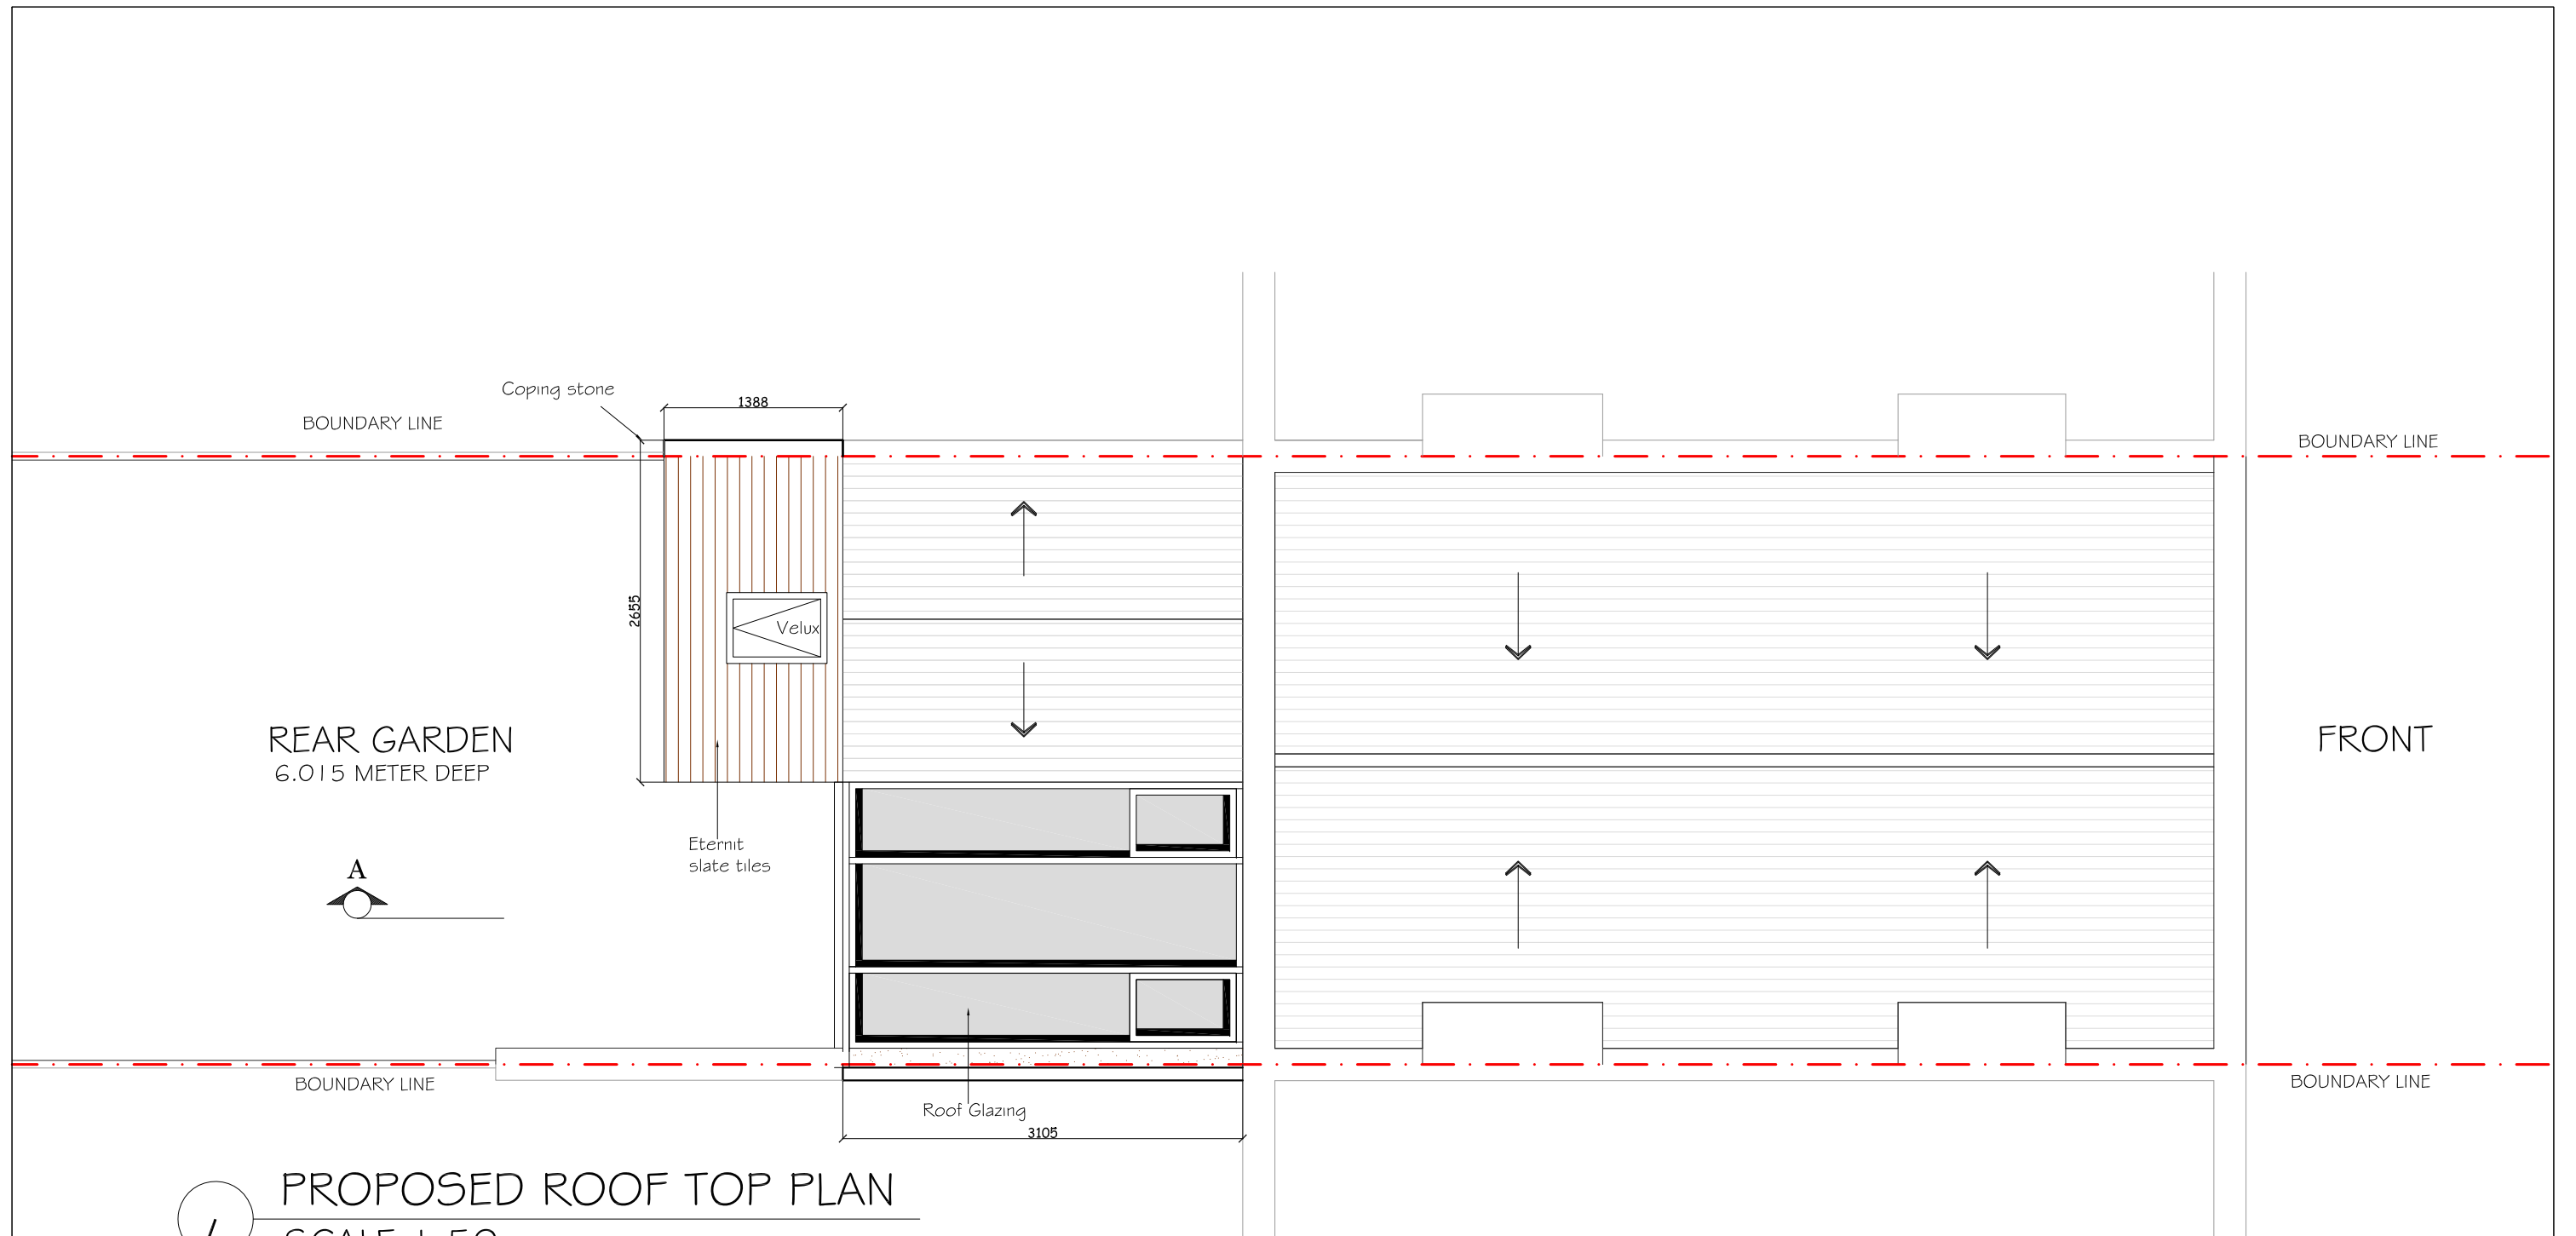 Coping stone
1388
BOUNDARY LINE
BOUNDARY LINE
2655
Velux
REAR GARDEN
6.015 METER DEEP
FRONT
Eternit
slate tiles
A
BOUNDARY LINE
BOUNDARY LINE
Roof Glazing
3105
PROPOSED ROOF TOP PLAN